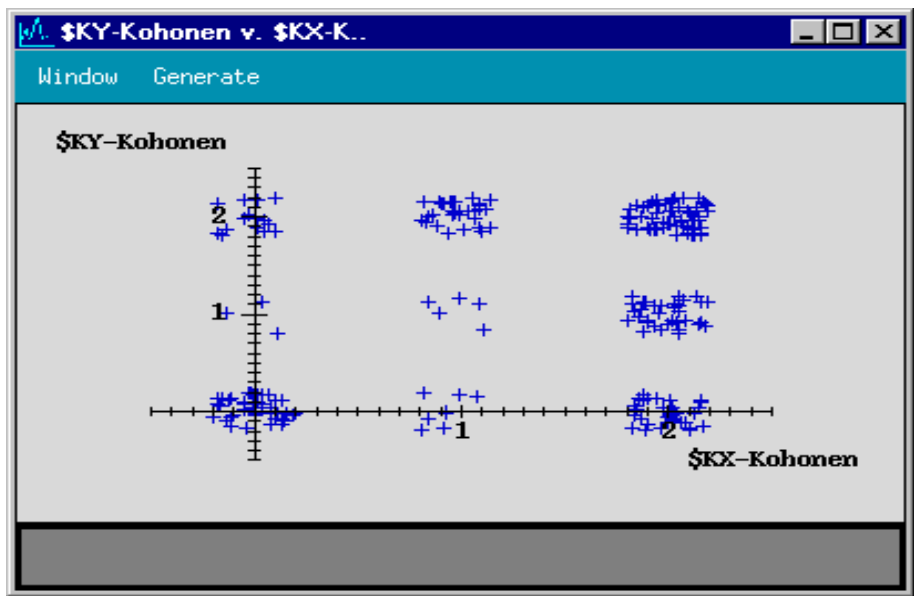 $KY-Kohonen v. $KX-K..
Window Generate
$KY-Kohonen
2
1
1 2
$KX-Kohonen